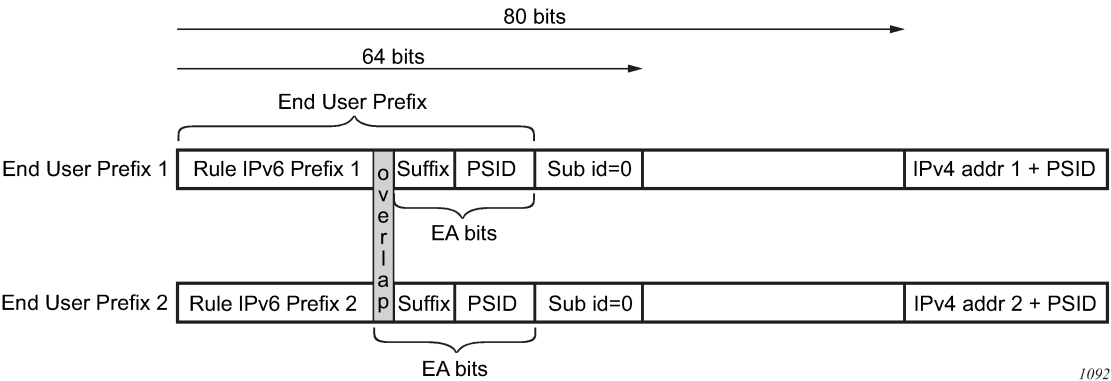 80 bits
64 bits
End User Prefix
End User Prefix 1 Rule IPv6 Prefix 1 Suffix PSID Sub id=0 IPv4 addr 1 + PSID
overlap
EA bits
End User Prefix 2 Rule IPv6 Prefix 2 Suffix PSID Sub id=0 IPv4 addr 2 + PSID
EA bits
1092